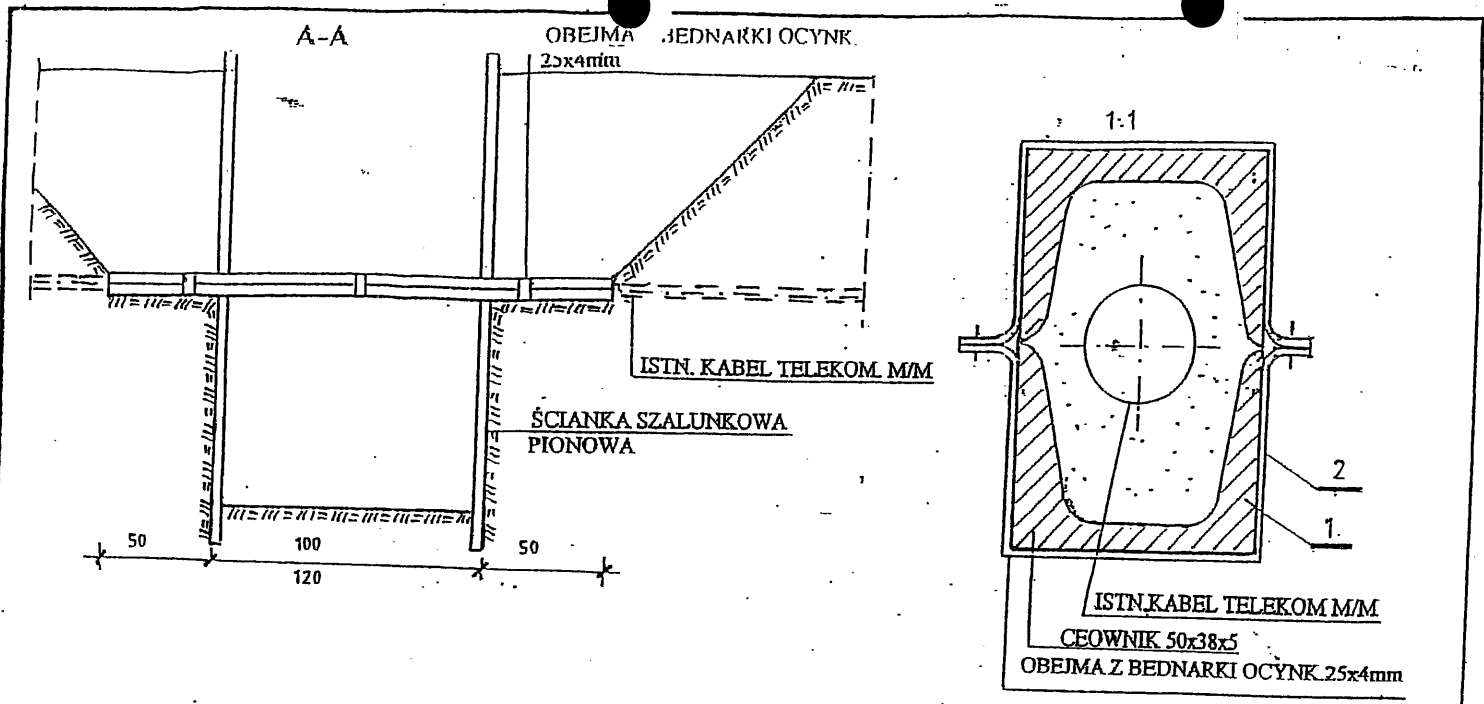 A-A
OBEJMA BEDNARKI OCYNK.
25x4mm
ISTN. KABEL TELEKOM. M/M
ŚCIANKA SZALUNKOWA
PIONOWA
50
100
50
120
1:1
2
1
ISTN.KABEL TELEKOM M/M
CEOWNIK 50x38x5
OBEJMA Z BEDNARKI OCYNK.25x4mm